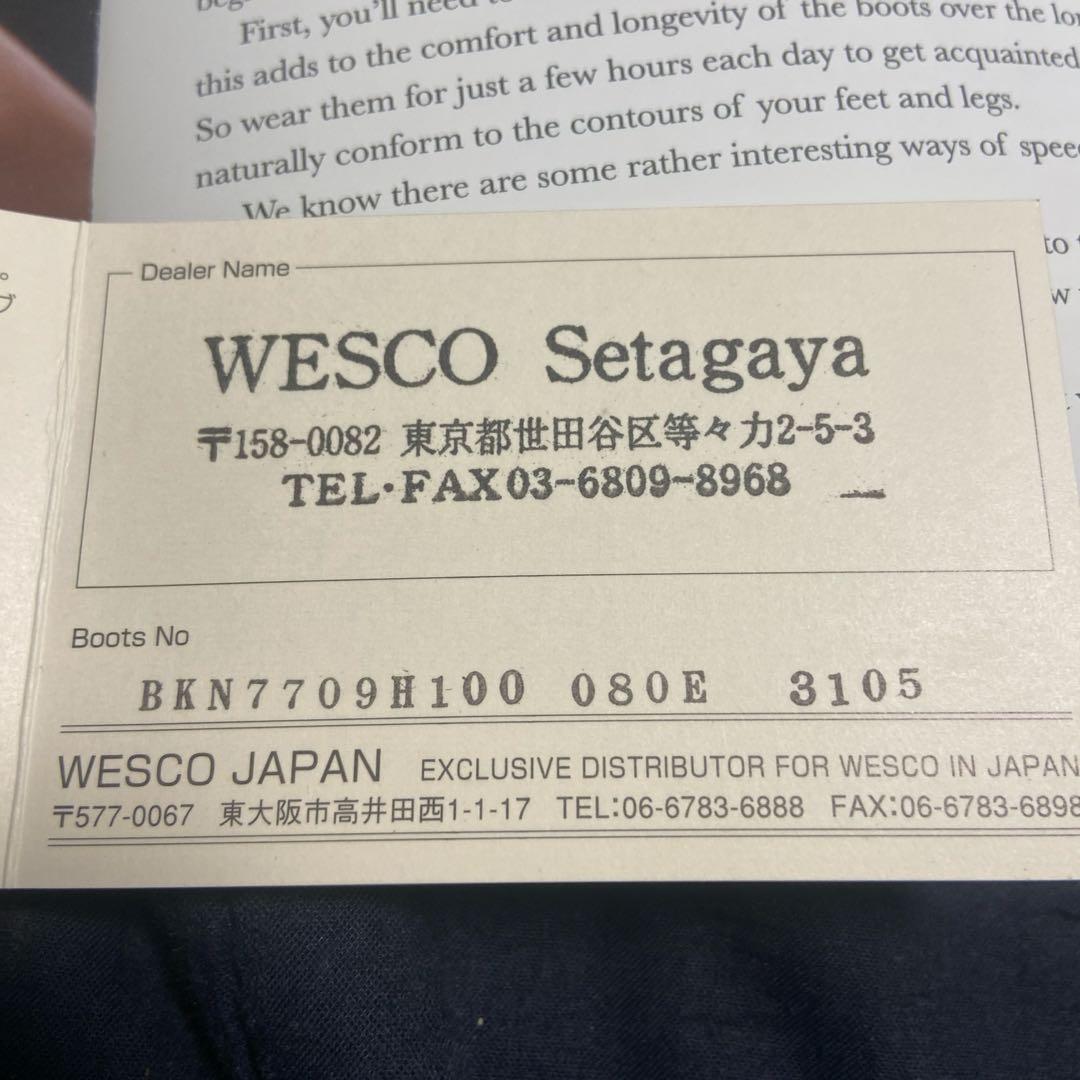 First, you'll need
this adds to the comfort and longevity of the boots over the
So wear them for just a few hours each day to get acquainted
naturally conform to the contours of your feet and legs.
We know there are some rather interesting ways of
to
。
ブ
Dealer Name
WESCO Setagaya
〒158-0082 東京都世田谷区等々力2-5-3
TEL・FAX03-6809-8968
Boots No
BKN7709H100 080E 3105
WESCO JAPAN EXCLUSIVE DISTRIBUTOR FOR WESCO IN JAPAN
〒577-0067 東大阪市高井田西1-1-17 TEL:06-6783-6888 FAX:06-6783-6898